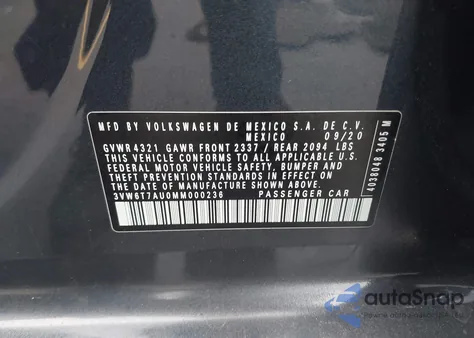 MFD BY VOLKSWAGEN DE MEXICO S.A. DE C.V.
MEXICO 09/20
GVWR 4321 GAWR FRONT 2337 / REAR 2094 LBS
THIS VEHICLE CONFORMS TO ALL APPLICABLE
FEDERAL MOTOR VEHICLE SAFETY, BUMPER AND
THEFT PREVENTION STANDARDS IN EFFECT ON
THE DATE OF MANUFACTURE SHOWN ABOVE.
3VW6T7AU0MM000236 PASSENGER CAR
4038048 3405 M
autoSnap